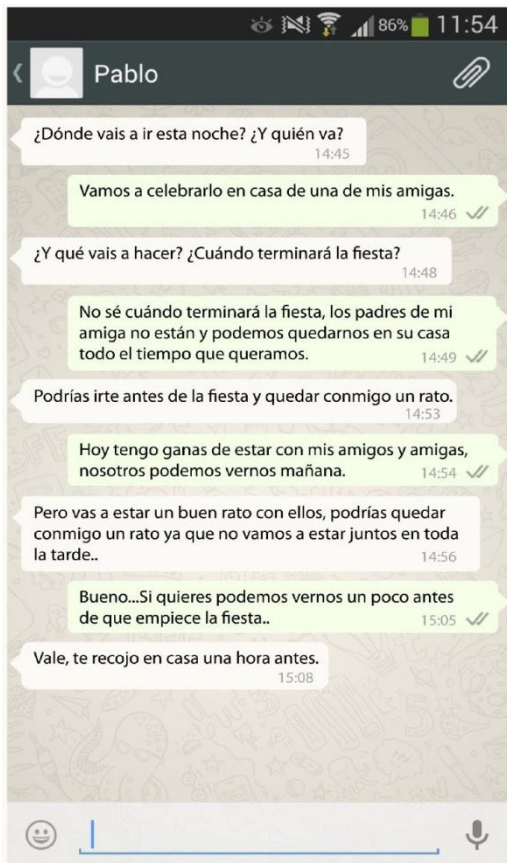 86% 11:54
Pablo
¿Dónde vais a ir esta noche? ¿Y quién va?
14:45
Vamos a celebrarlo en casa de una de mis amigas.
14:46
¿Y qué vais a hacer? ¿Cuándo terminará la fiesta?
14:48
No sé cuándo terminará la fiesta, los padres de mi
amiga no están y podemos quedarnos en su casa
todo el tiempo que queramos. 14:49
Podrías irte antes de la fiesta y quedar conmigo un rato.
14:53
Hoy tengo ganas de estar con mis amigos y amigas,
nosotros podemos vernos mañana. 14:54
Pero vas a estar un buen rato con ellos, podrías quedar
conmigo un rato ya que no vamos a estar juntos en toda
la tarde.. 14:56
Bueno...Si quieres podemos vernos un poco antes
de que empiece la fiesta.. 15:05
Vale, te recojo en casa una hora antes.
15:08